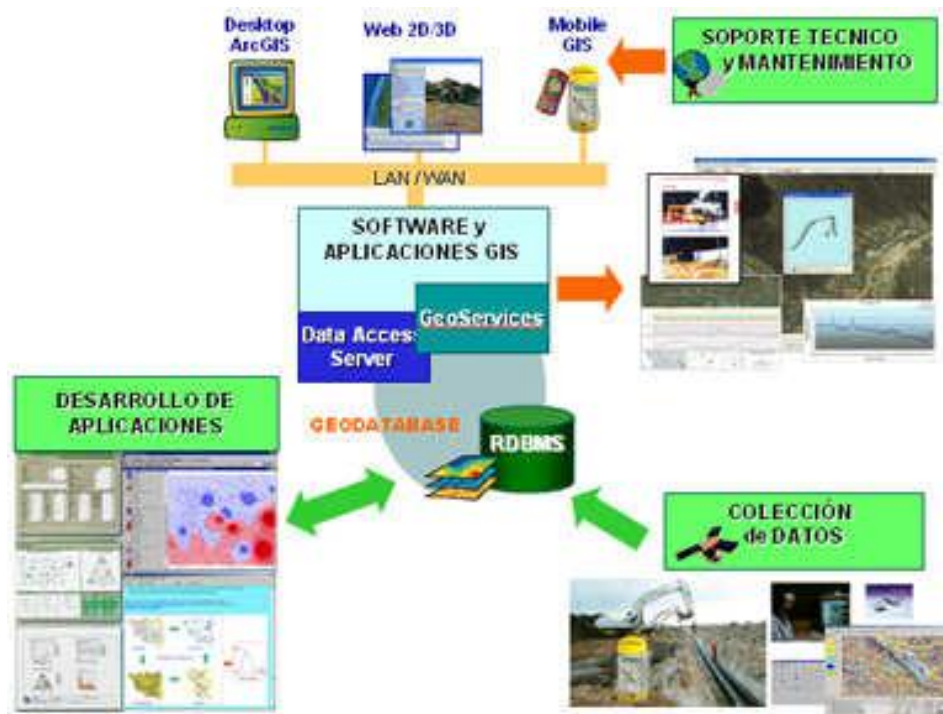 Desktop
ArcGIS
Web 2D/3D
Mobile
GIS
SOPORTE TECNICO
y MANTENIMIENTO
LAN / WAN
SOFTWARE y
APLICACIONES GIS
GeoServices
Data Access
Server
DESARROLLO DE
APLICACIONES
GEODATABASE
RDBMS
COLECCIÓN
de DATOS